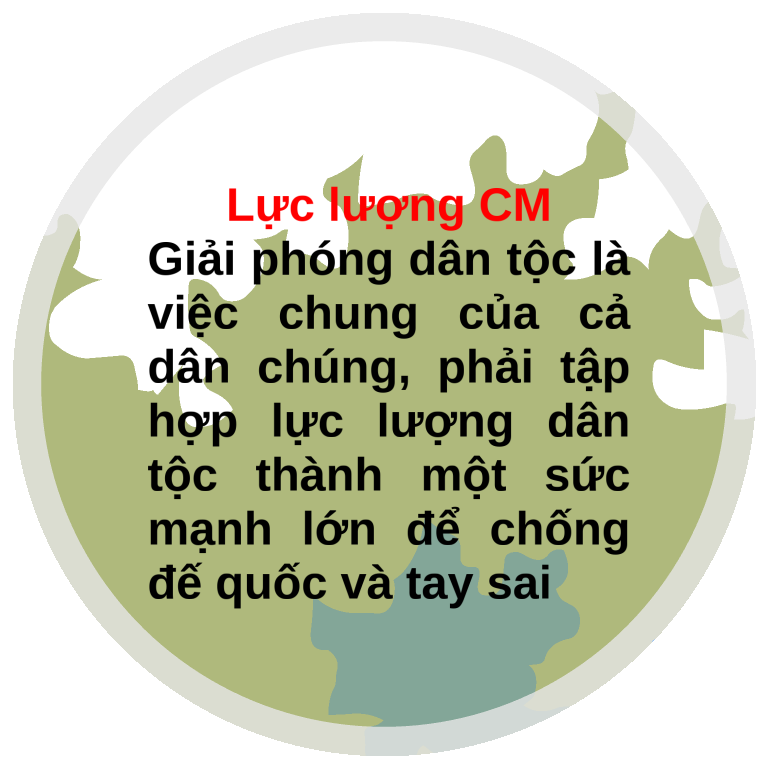 Lực lượng CM
Giải phóng dân tộc là
việc chung của cả
dân chúng, phải tập
hợp lực lượng dân
tộc thành một sức
mạnh lớn để chống
đế quốc và tay sai